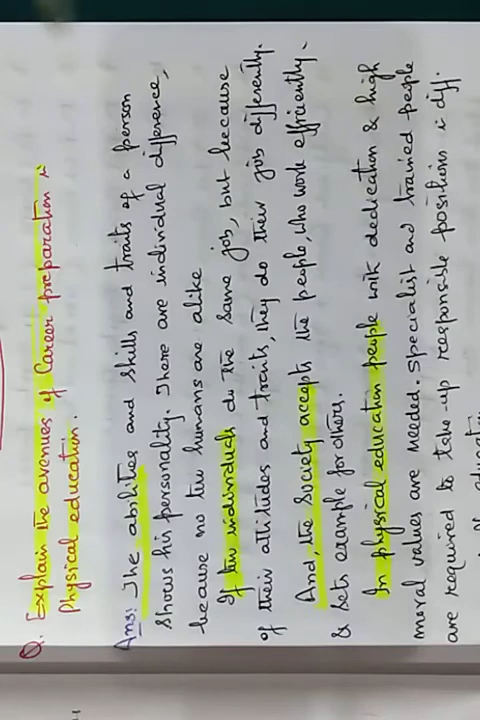 Q. Explain the avenues of Career preparation in
Physical education.
Ans: The abilities and skills and traits of a person
shows his personality. There are individual difference,
because no two humans are alike
If two individuals do the same job, but because
of their attitudes and traits, they do their job differently.
And, the Society accepts the people, who work efficiently.
& sets example for others.
In physical education people with dedication & high
moral values are needed. Specialist and trained people
are required to take-up responsible positions in diff.